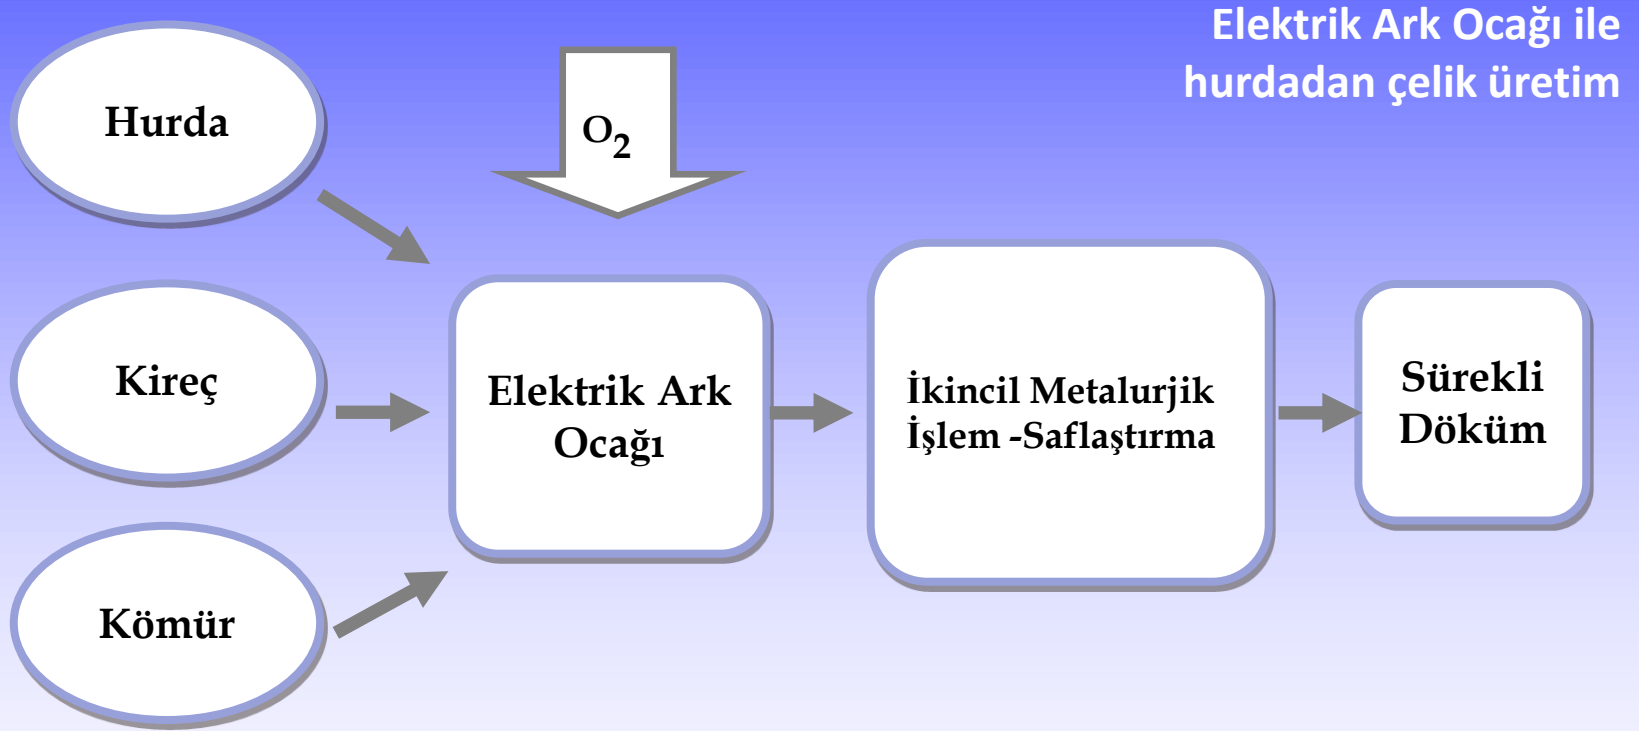 Elektrik Ark Ocağı ile
hurdadan çelik üretim
Hurda
O₂
Kireç
Kömür
Elektrik Ark
Ocağı
İkincil Metalurjik
İşlem -Saflaştırma
Sürekli
Döküm